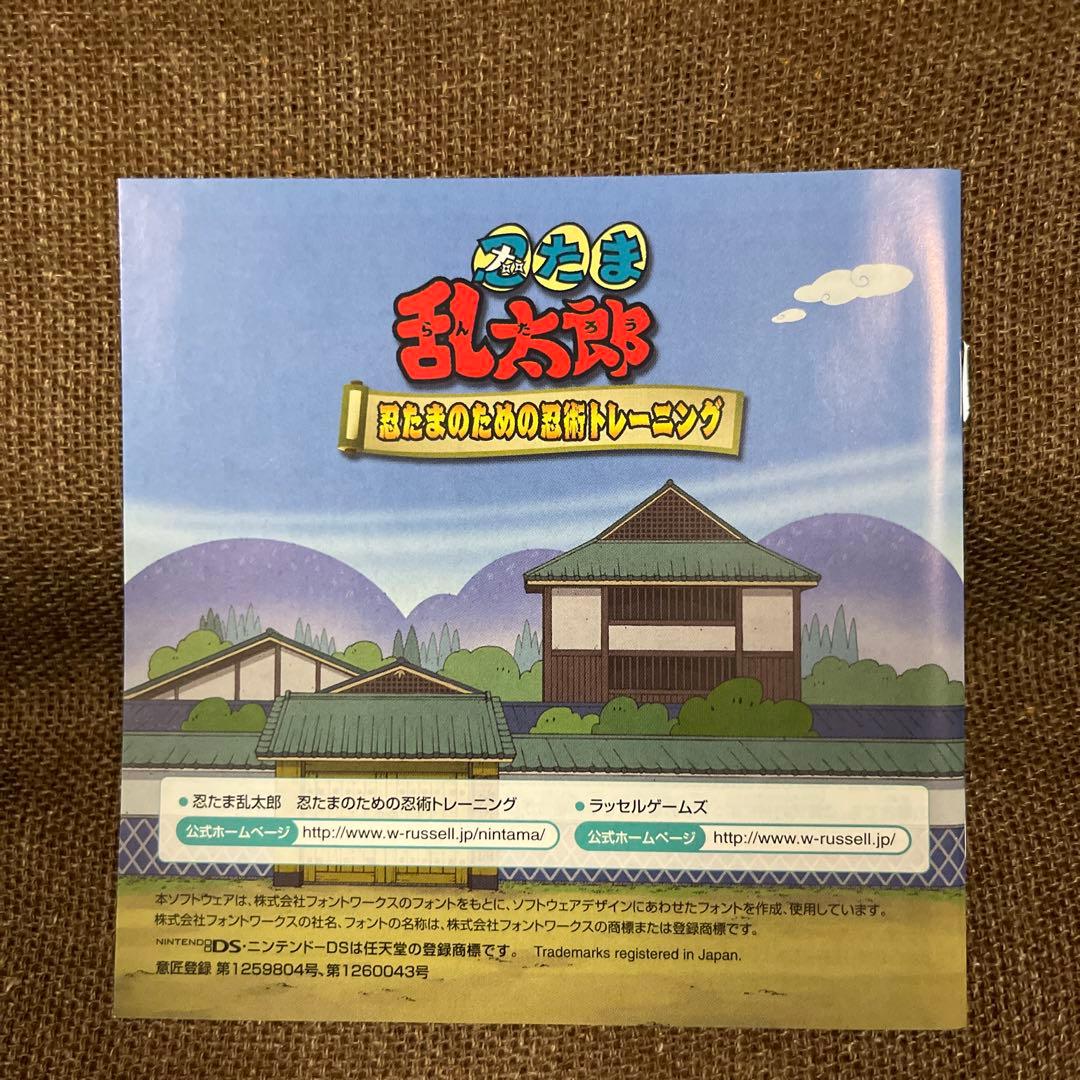 忍たま
乱太郎
らんたろう
忍たまのための忍術トレーニング
●忍たま乱太郎 忍たまのための忍術トレーニング
公式ホームページ http://www.w-russell.jp/nintama/
●ラッセルゲームズ
公式ホームページ http://www.w-russell.jp/
本ソフトウェアは、株式会社フォントワークスのフォントをもとに、ソフトウェアデザインにあわせたフォントを作成、使用しています。
株式会社フォントワークスの社名、フォントの名称は、株式会社フォントワークスの商標または登録商標です。
NINTENDO DS・ニンテンドーDSは任天堂の登録商標です。 Trademarks registered in Japan.
意匠登録 第1259804号、第1260043号